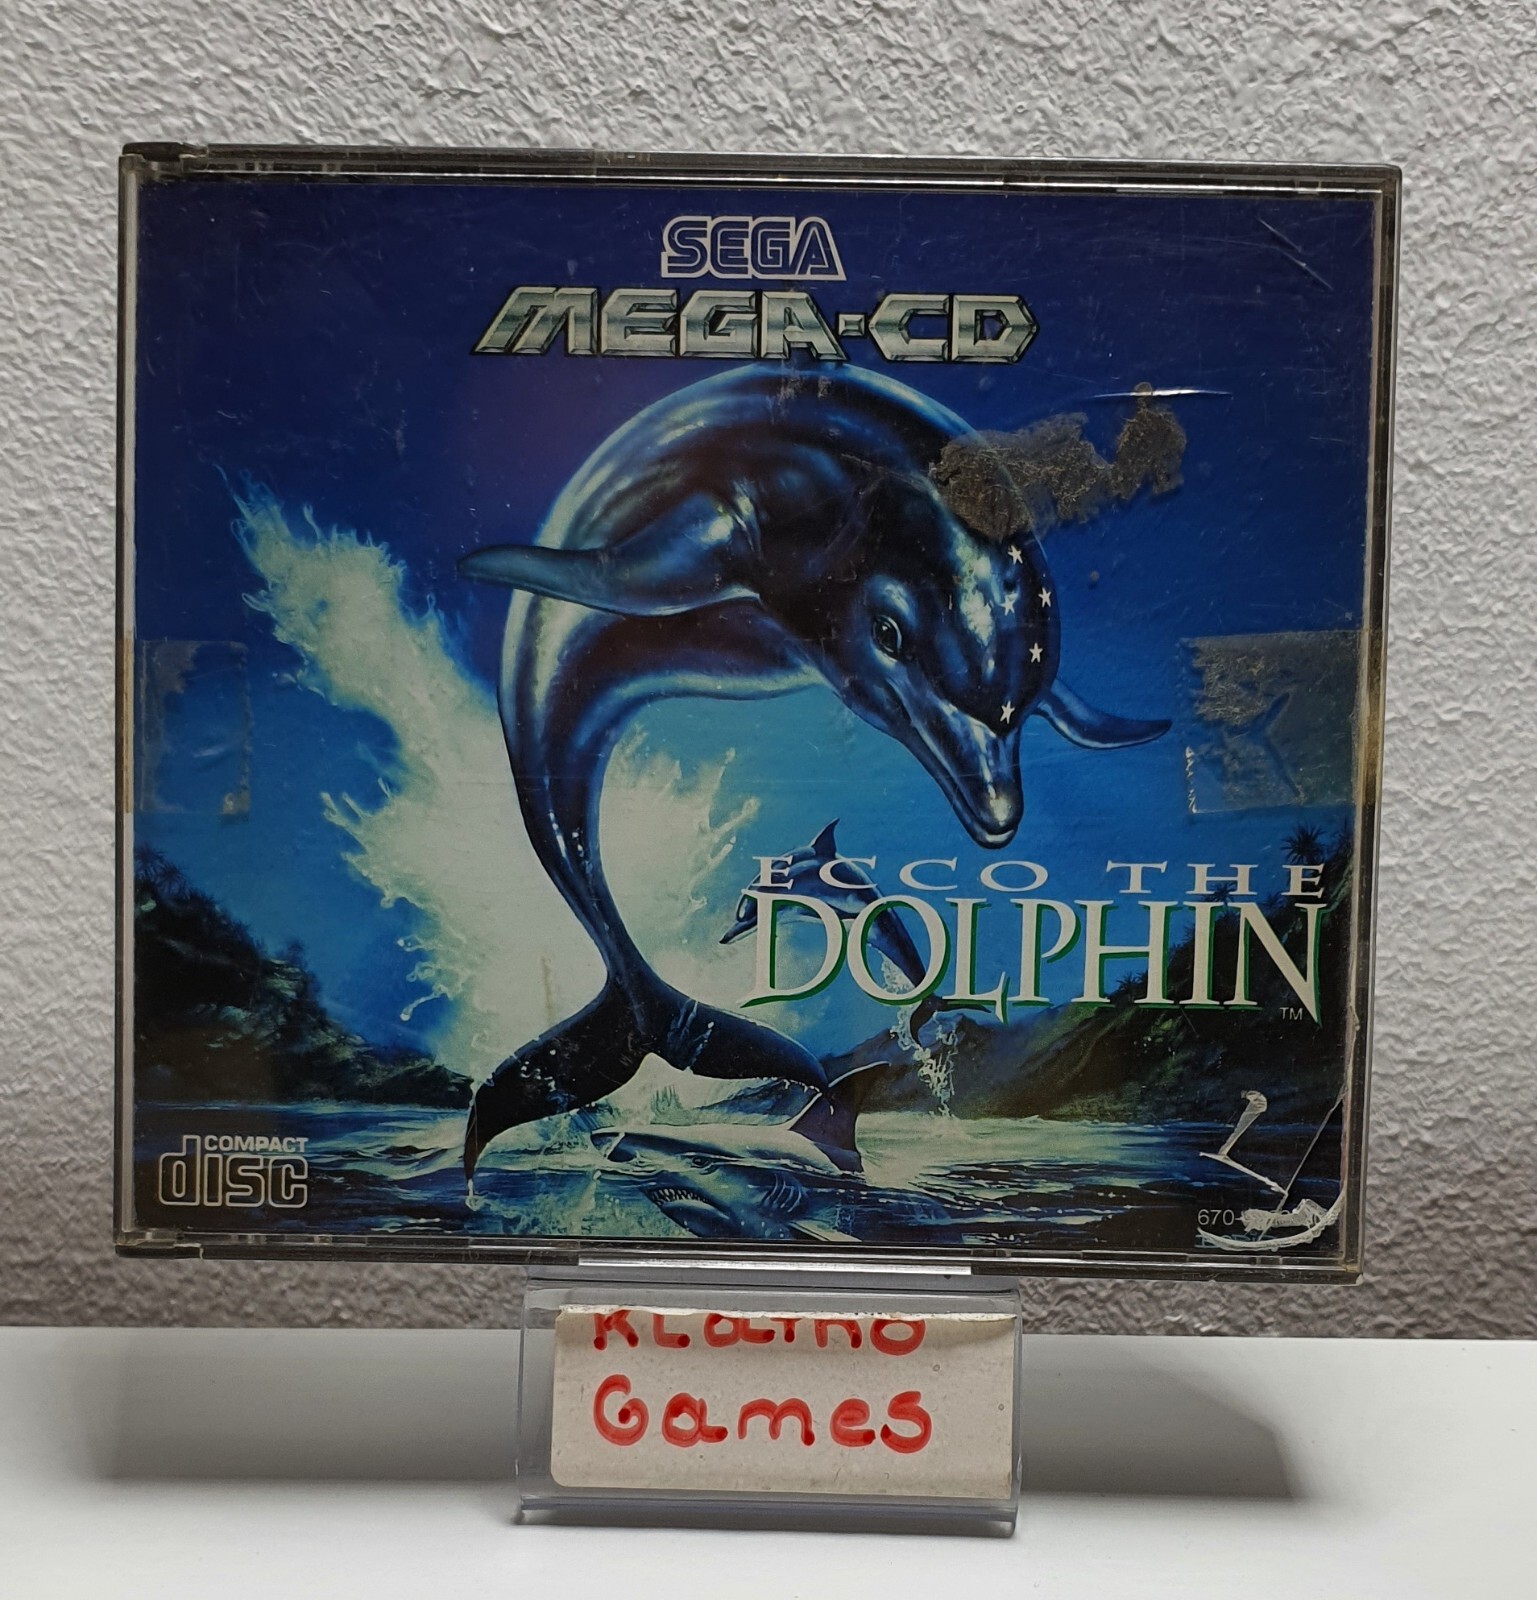 SEGA
MEGA-CD
ECCO THE
DOLPHIN
TM
COMPACT
disc
Games